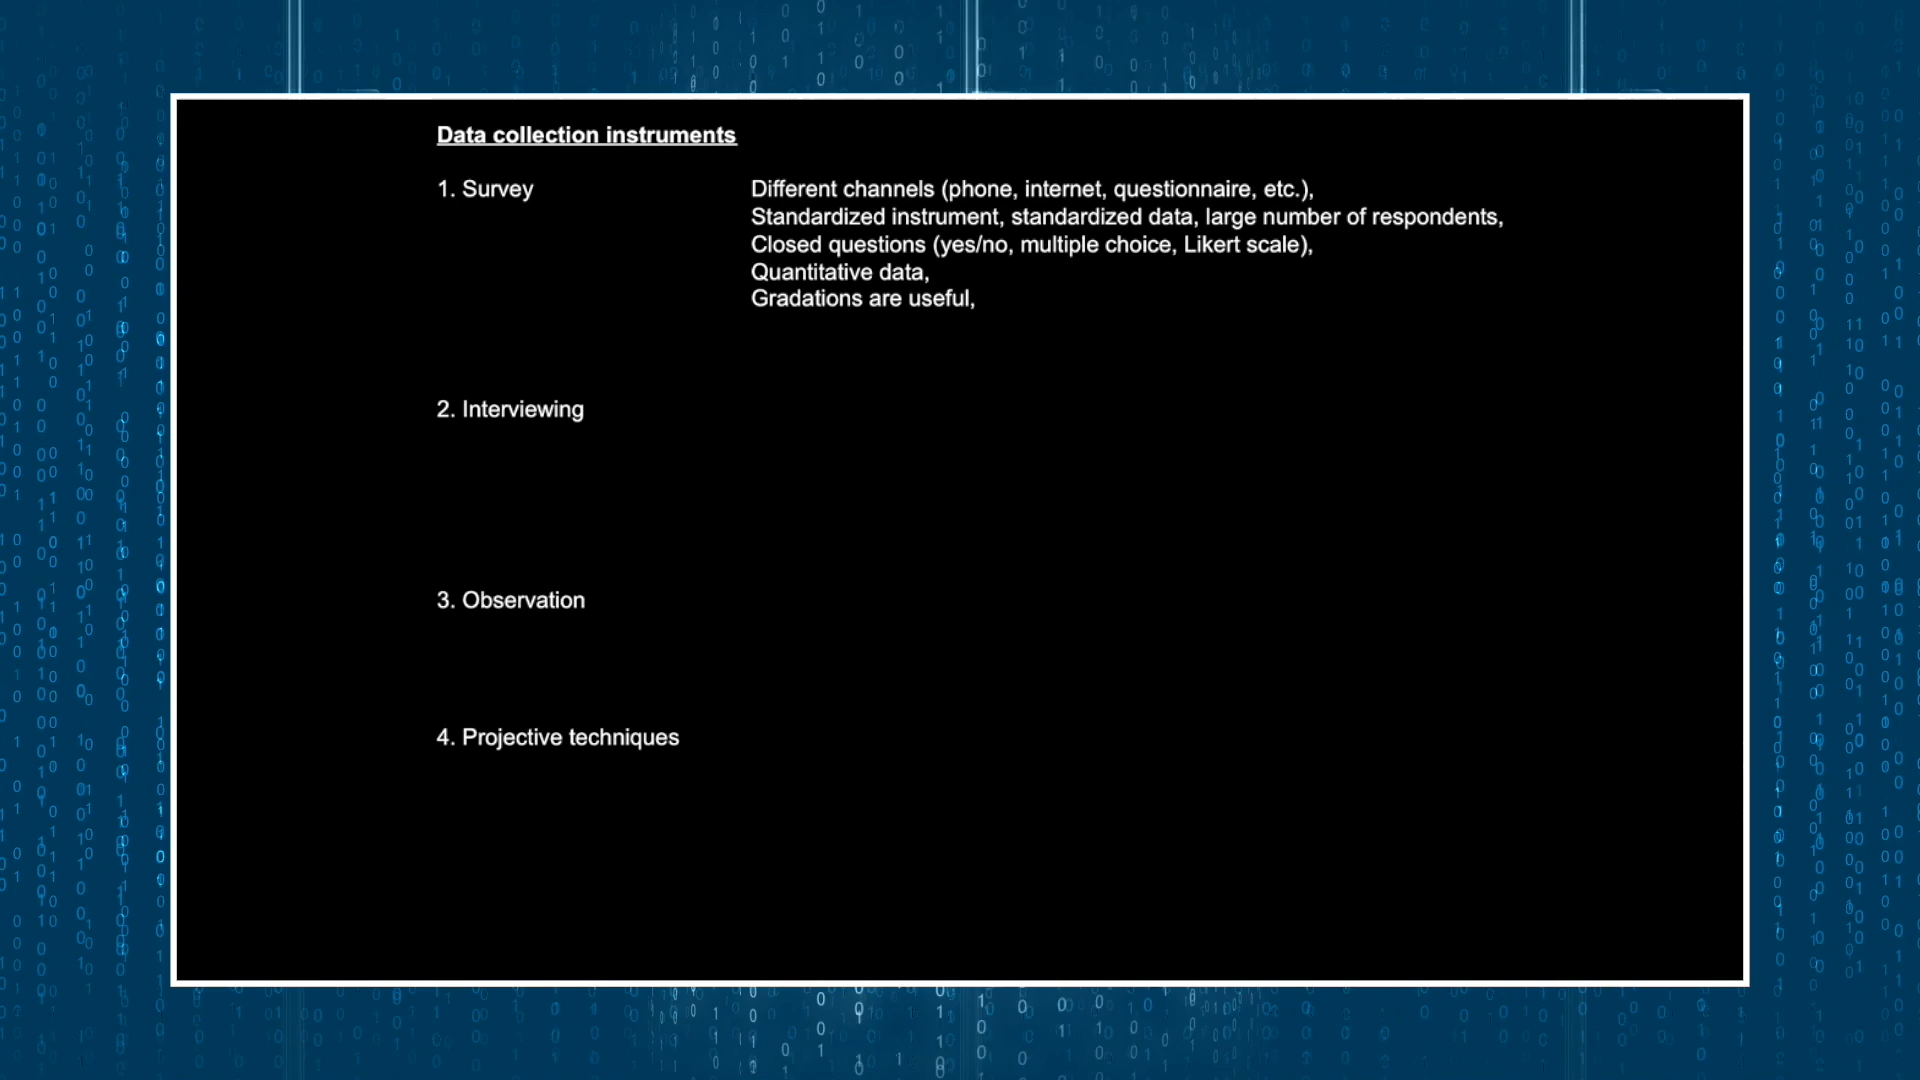 Data collection instruments
1. Survey
Different channels (phone, internet, questionnaire, etc.),
Standardized instrument, standardized data, large number of respondents,
Closed questions (yes/no, multiple choice, Likert scale),
Quantitative data,
Gradations are useful,
2. Interviewing
3. Observation
4. Projective techniques